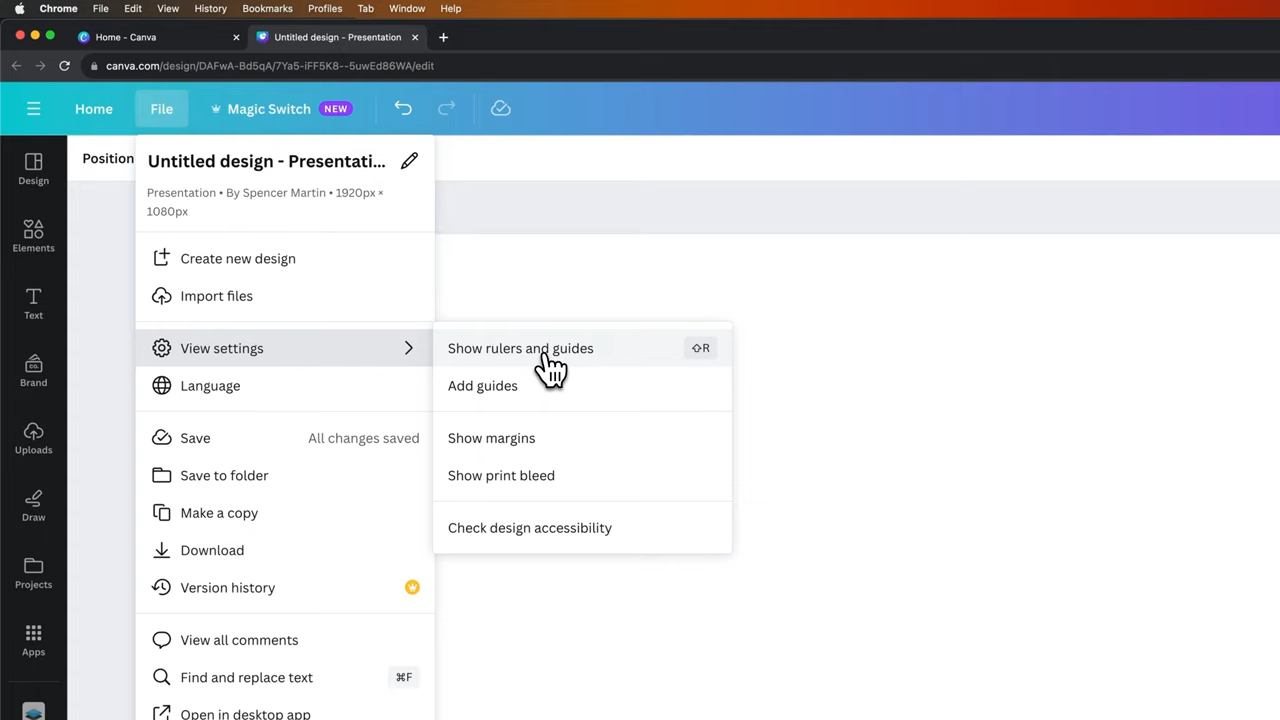 Chrome File Edit View History Bookmarks Profiles Tab Window Help
Home - Canva Untitled design - Presentation
canva.com/design/DAFwA-Bd5qA/7Ya5-iFF5K8--5uwEd86WA/edit
Home File Magic Switch NEW
Position
Untitled design - Presentati...
Presentation • By Spencer Martin • 1920px ×
1080px
Design
Elements
Text
Brand
Uploads
Draw
Projects
Apps
Create new design
Import files
View settings
Language
Save All changes saved
Save to folder
Make a copy
Download
Version history
View all comments
Find and replace text ⌘F
Open in desktop app
Show rulers and guides ⇧R
Add guides
Show margins
Show print bleed
Check design accessibility